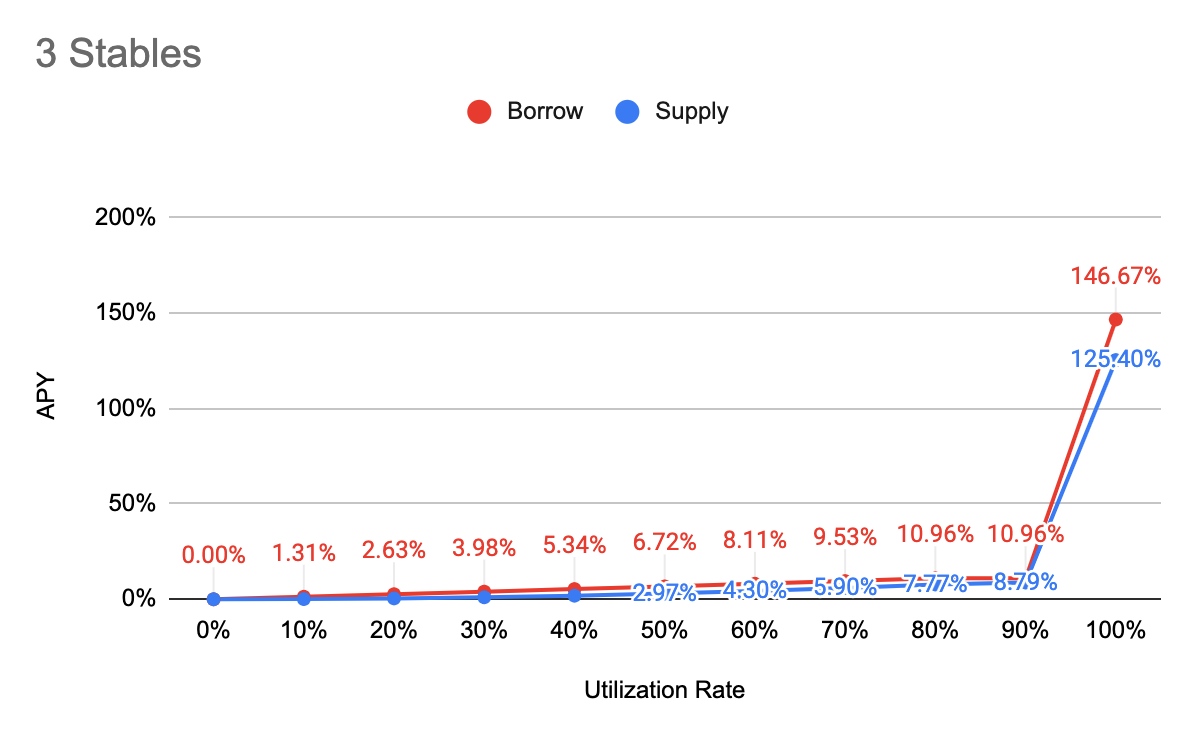 3 Stables
Borrow Supply
200%
146.67%
150%
125.40%
APY
100%
50%
0.00% 1.31% 2.63% 3.98% 5.34% 6.72% 8.11% 9.53% 10.96% 10.96%
2.97% 4.30% 5.90% 7.77% 8.79%
0%
0% 10% 20% 30% 40% 50% 60% 70% 80% 90% 100%
Utilization Rate